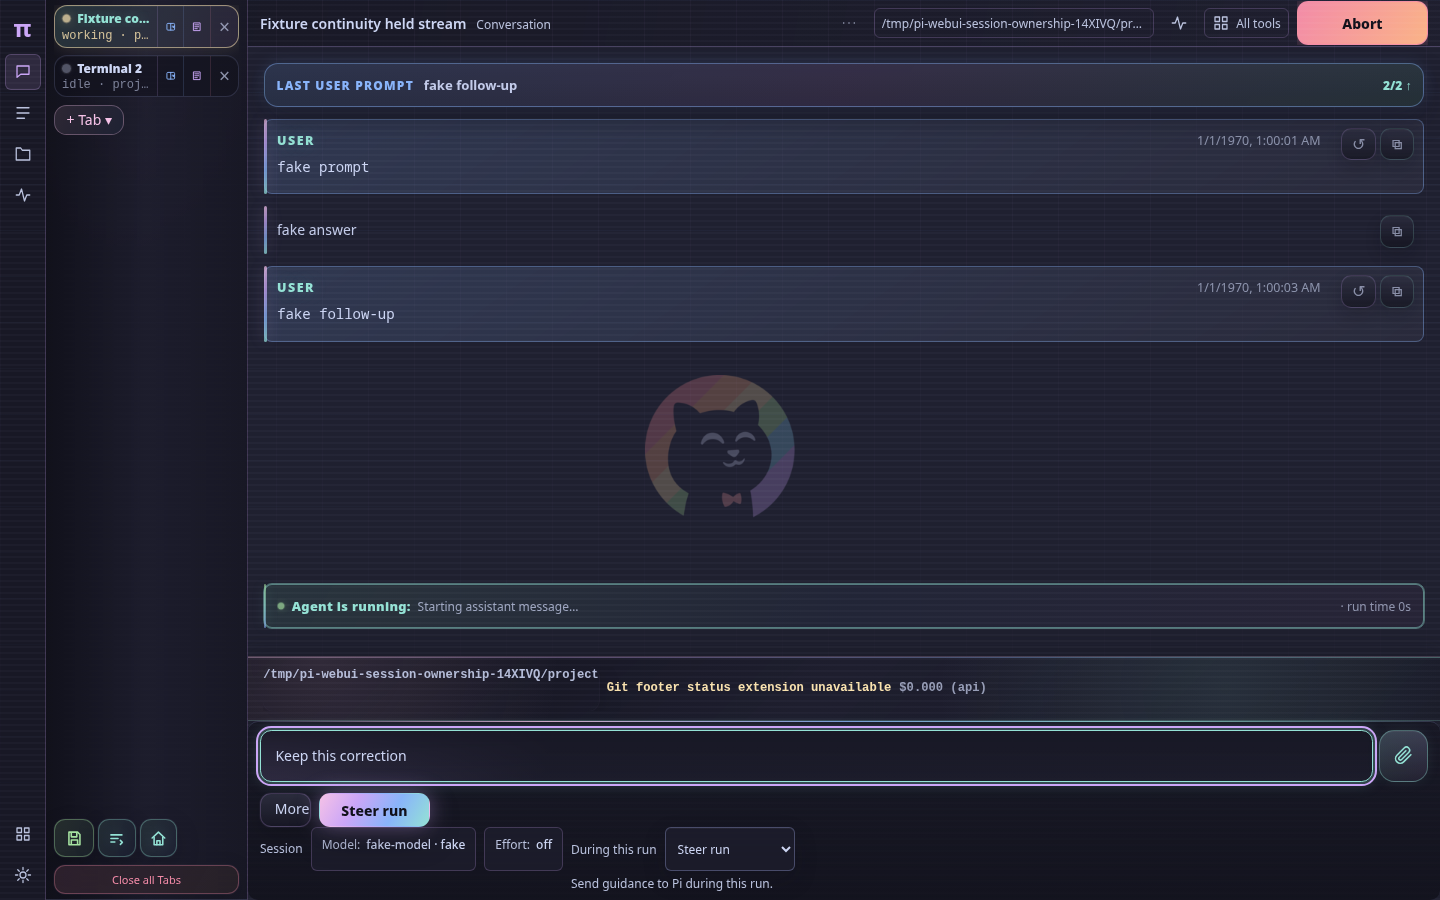 π
Fixture co...
working · p...
Terminal 2
idle · proj...
+ Tab ▾
Close all Tabs
Fixture continuity held stream Conversation
...
/tmp/pi-webui-session-ownership-14XIVQ/pr...
All tools
Abort
LAST USER PROMPT fake follow-up 2/2 ↑
USER 1/1/1970, 1:00:01 AM
fake prompt
fake answer
USER 1/1/1970, 1:00:03 AM
fake follow-up
Agent is running: Starting assistant message... · run time 0s
/tmp/pi-webui-session-ownership-14XIVQ/project
Git footer status extension unavailable $0.000 (api)
Keep this correction
More Steer run
Session Model: fake-model · fake Effort: off During this run Steer run
Send guidance to Pi during this run.